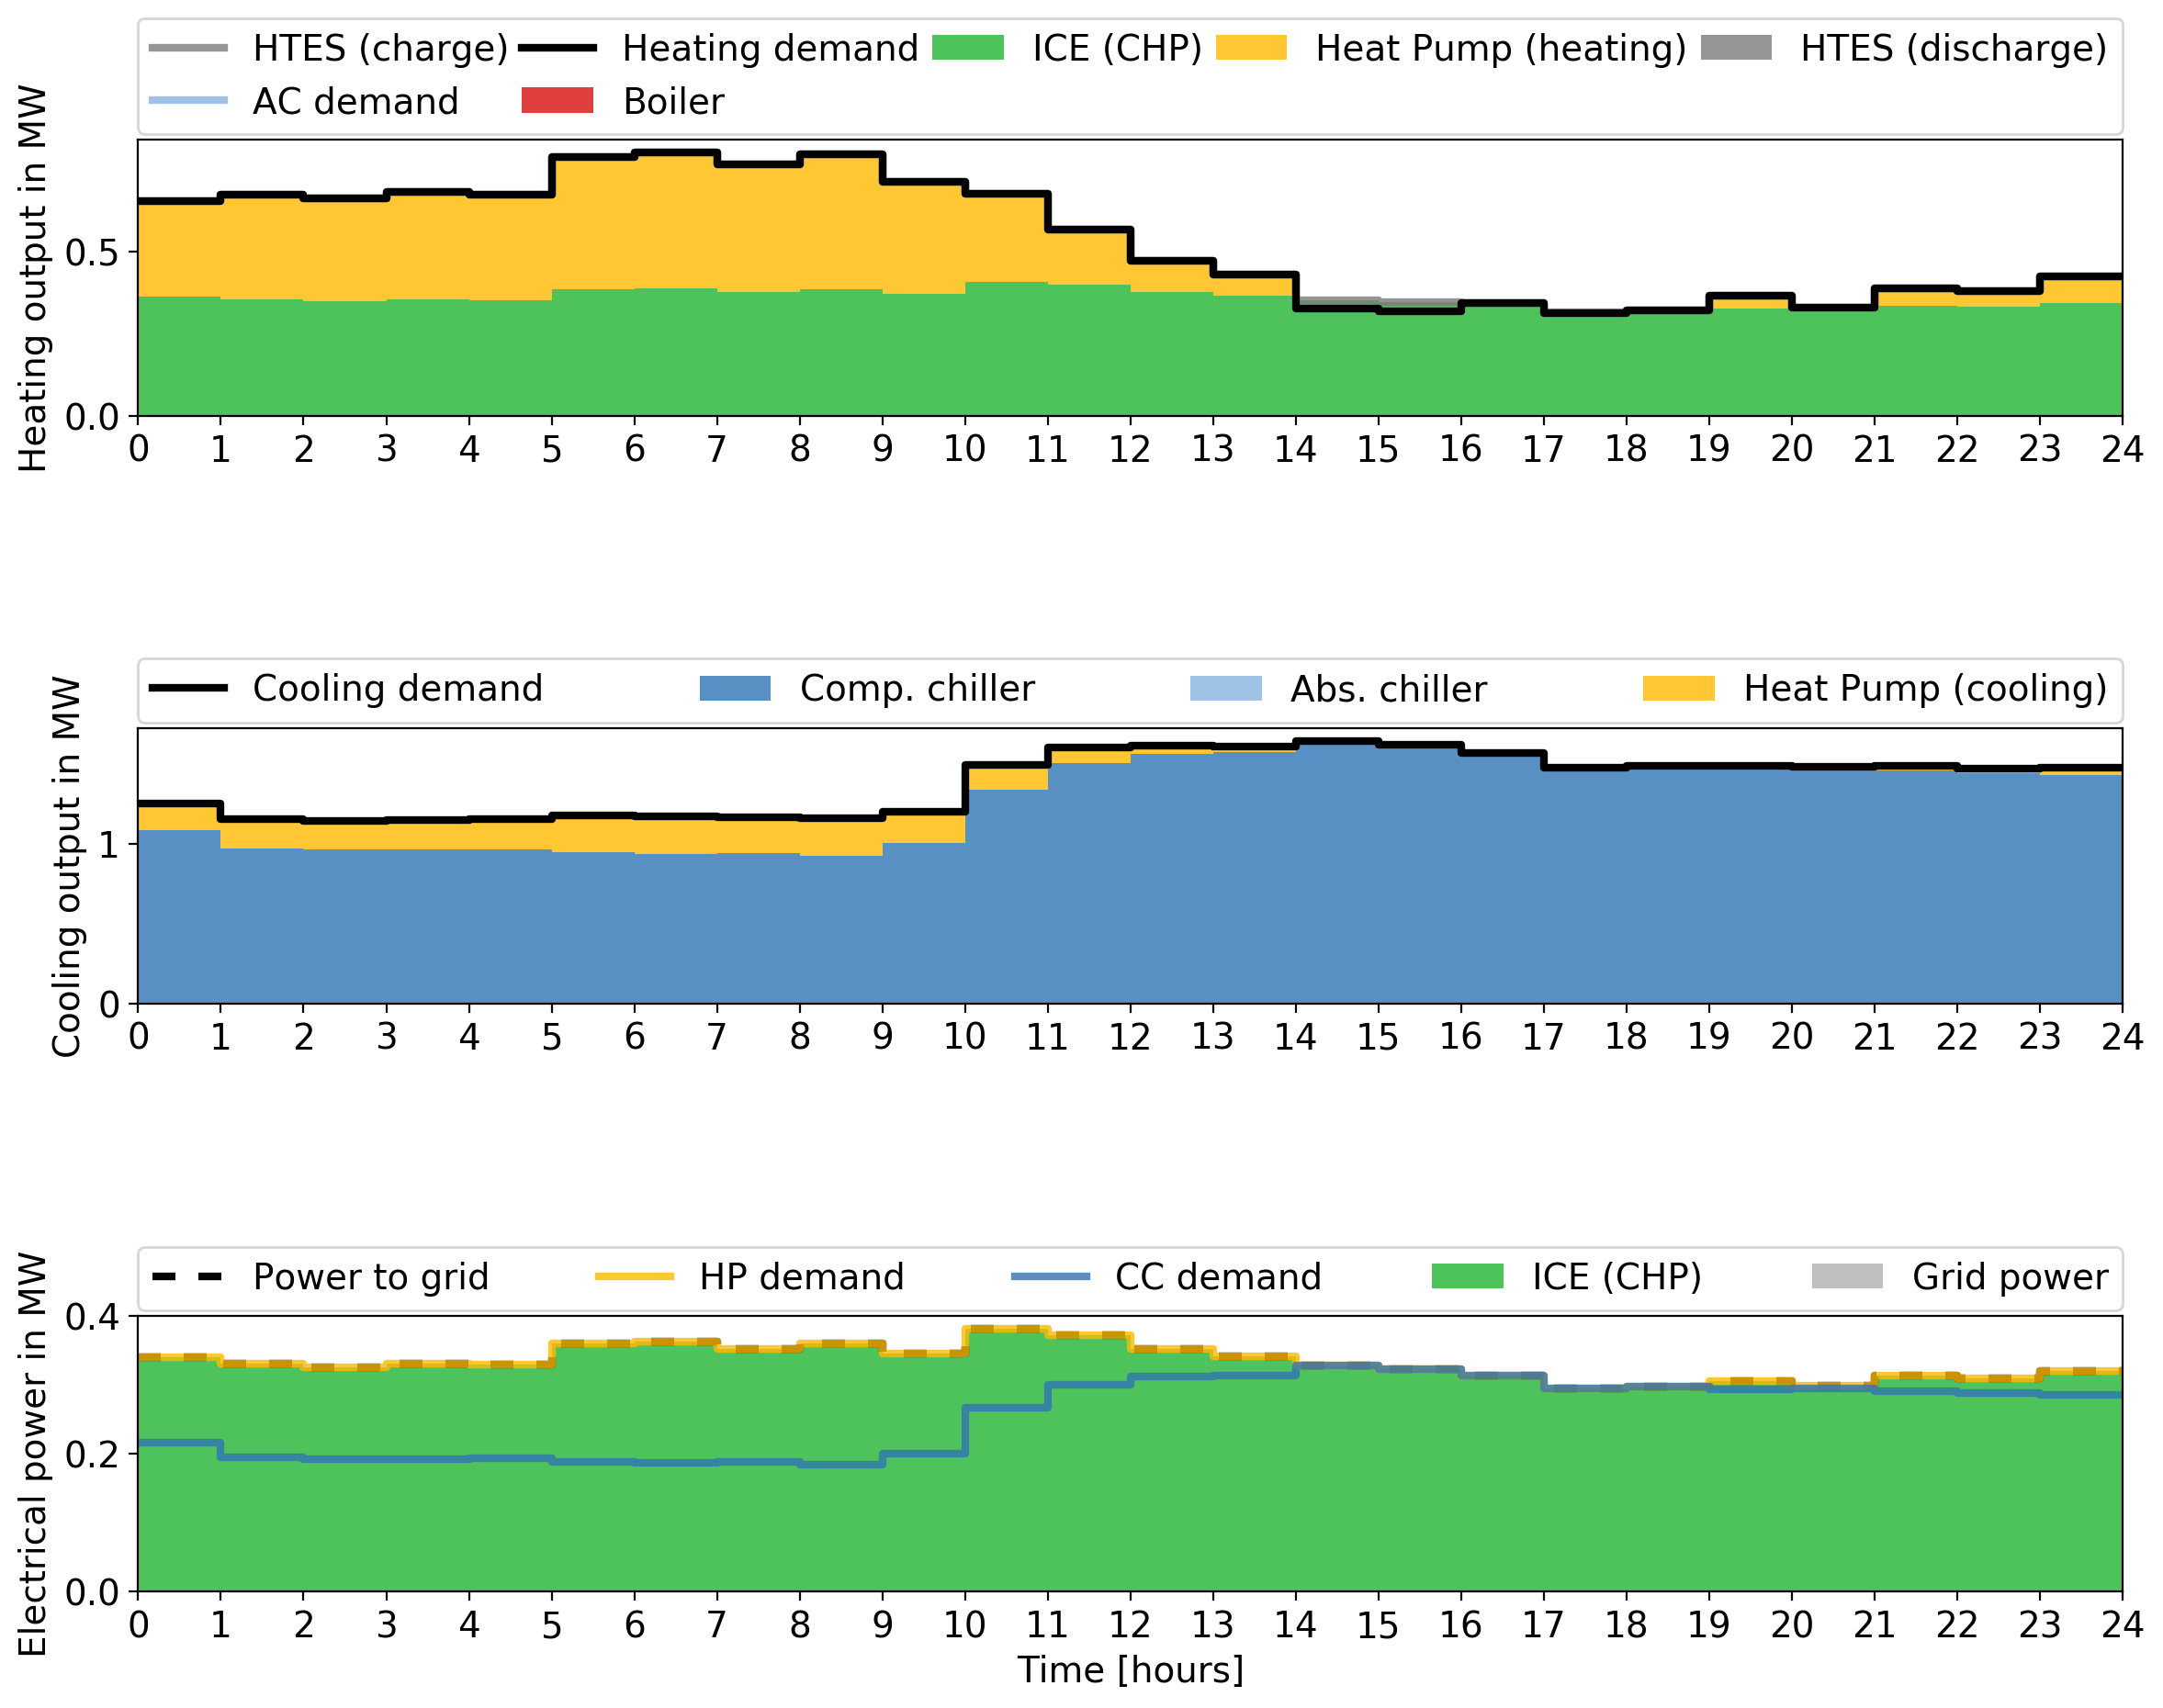 HTES (charge) Heating demand ICE (CHP) Heat Pump (heating) HTES (discharge)
AC demand Boiler
Heating output in MW
0.5
0.0
0 1 2 3 4 5 6 7 8 9 10 11 12 13 14 15 16 17 18 19 20 21 22 23 24
Cooling demand Comp. chiller Abs. chiller Heat Pump (cooling)
Cooling output in MW
1
0
0 1 2 3 4 5 6 7 8 9 10 11 12 13 14 15 16 17 18 19 20 21 22 23 24
Power to grid HP demand CC demand ICE (CHP) Grid power
Electrical power in MW
0.4
0.2
0.0
0 1 2 3 4 5 6 7 8 9 10 11 12 13 14 15 16 17 18 19 20 21 22 23 24
Time [hours]